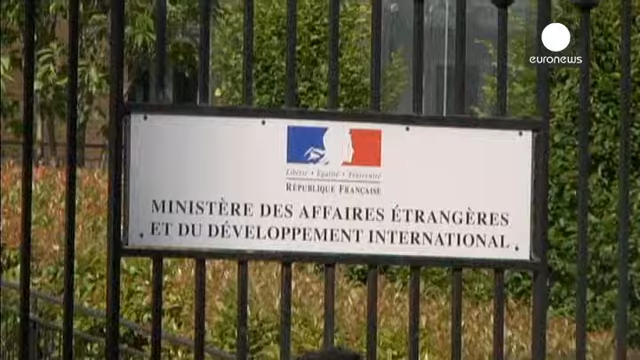 euronews
Liberté • Égalité • Fraternité
RÉPUBLIQUE FRANÇAISE
MINISTÈRE DES AFFAIRES ÉTRANGÈRES
ET DU DÉVELOPPEMENT INTERNATIONAL